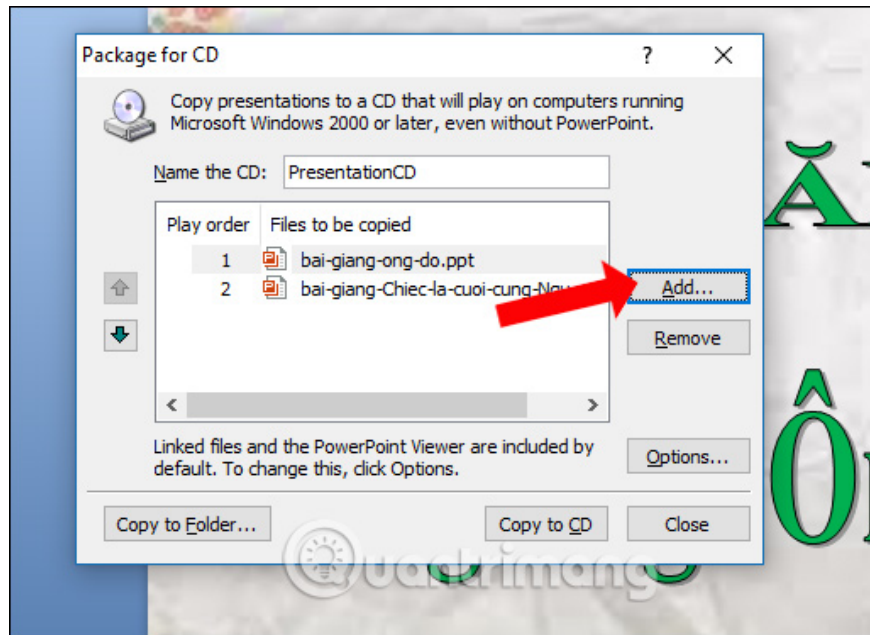 Package for CD
Copy presentations to a CD that will play on computers running
Microsoft Windows 2000 or later, even without PowerPoint.
Name the CD: PresentationCD
Play order Files to be copied
1 bai-giang-ong-do.ppt
2 bai-giang-Chiec-la-cuoi-cung-
Add...
Remove
Linked files and the PowerPoint Viewer are included by
default. To change this, click Options.
Options...
Copy to Folder... Copy to CD Close
Quantrimang